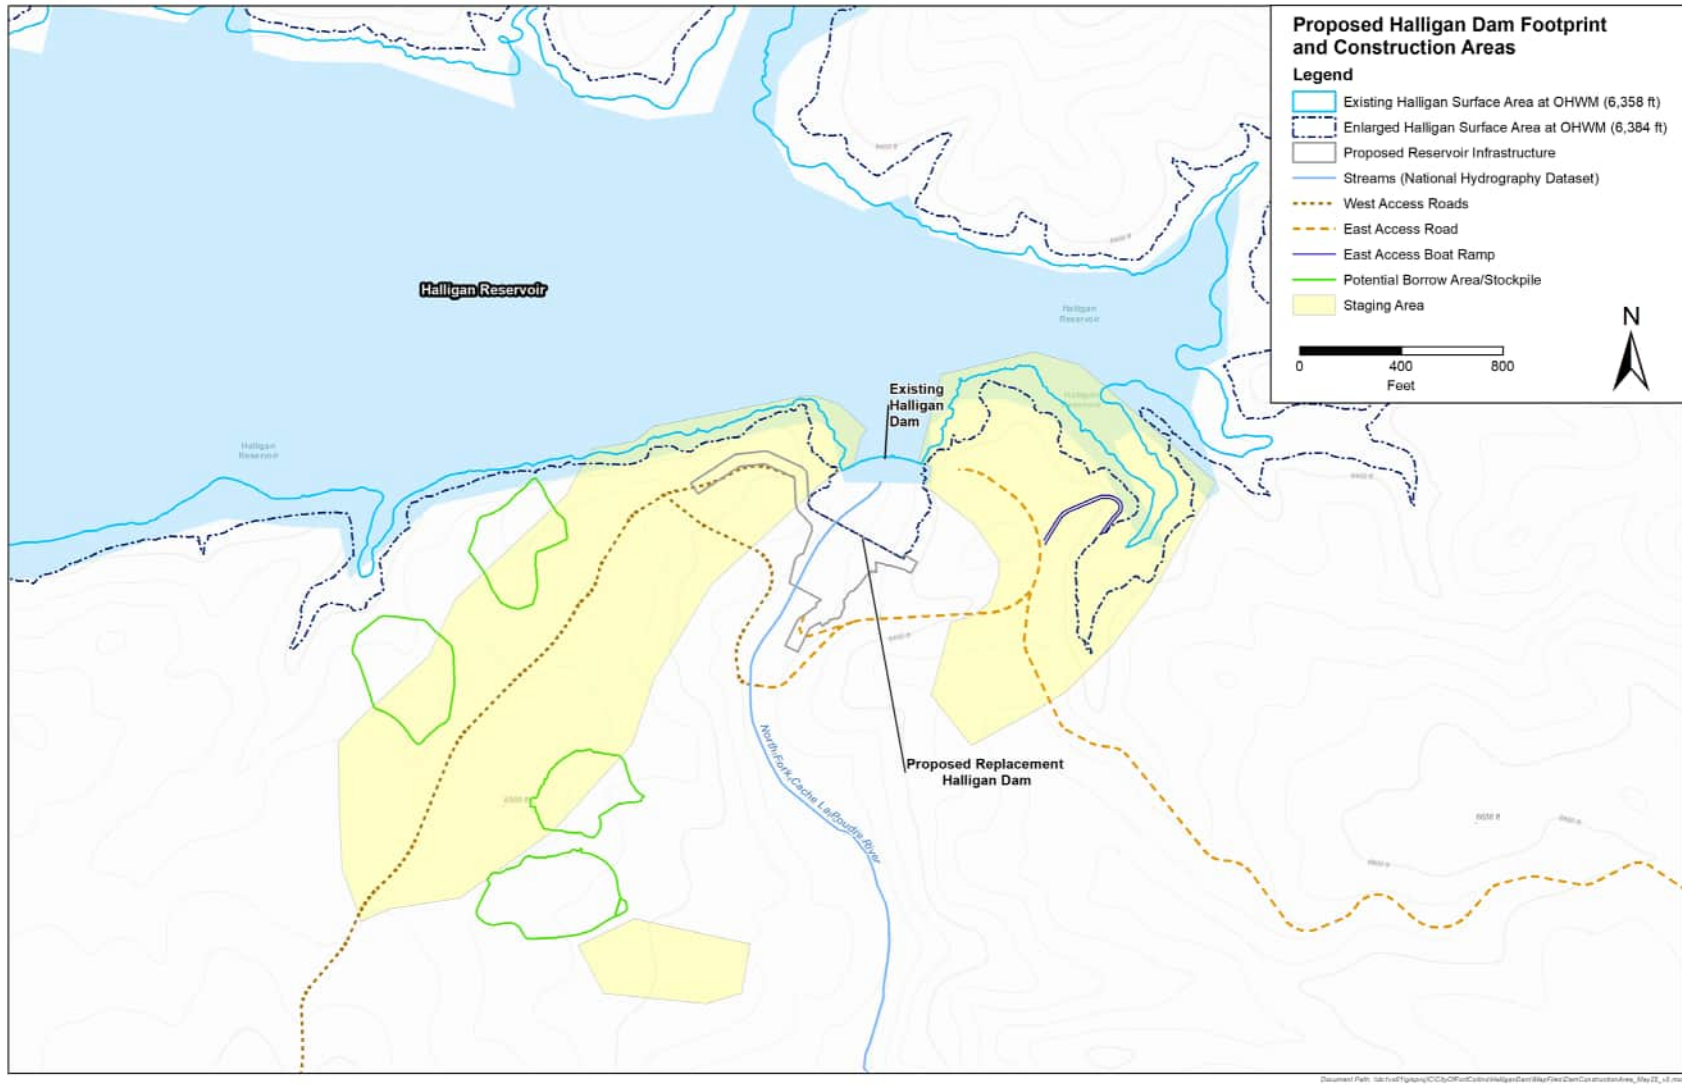 Proposed Halligan Dam Footprint
and Construction Areas
Legend
Existing Halligan Surface Area at OHWM (6,358 ft)
Enlarged Halligan Surface Area at OHWM (6,384 ft)
Proposed Reservoir Infrastructure
Streams (National Hydrography Dataset)
West Access Roads
East Access Road
East Access Boat Ramp
Potential Borrow Area/Stockpile
Staging Area
0 400 800
Feet
N
Halligan Reservoir
Halligan
Reservoir
Halligan
Reservoir
Halligan
Reservoir
Existing
Halligan
Dam
Proposed Replacement
Halligan Dam
North Fork Cache La Poudre River